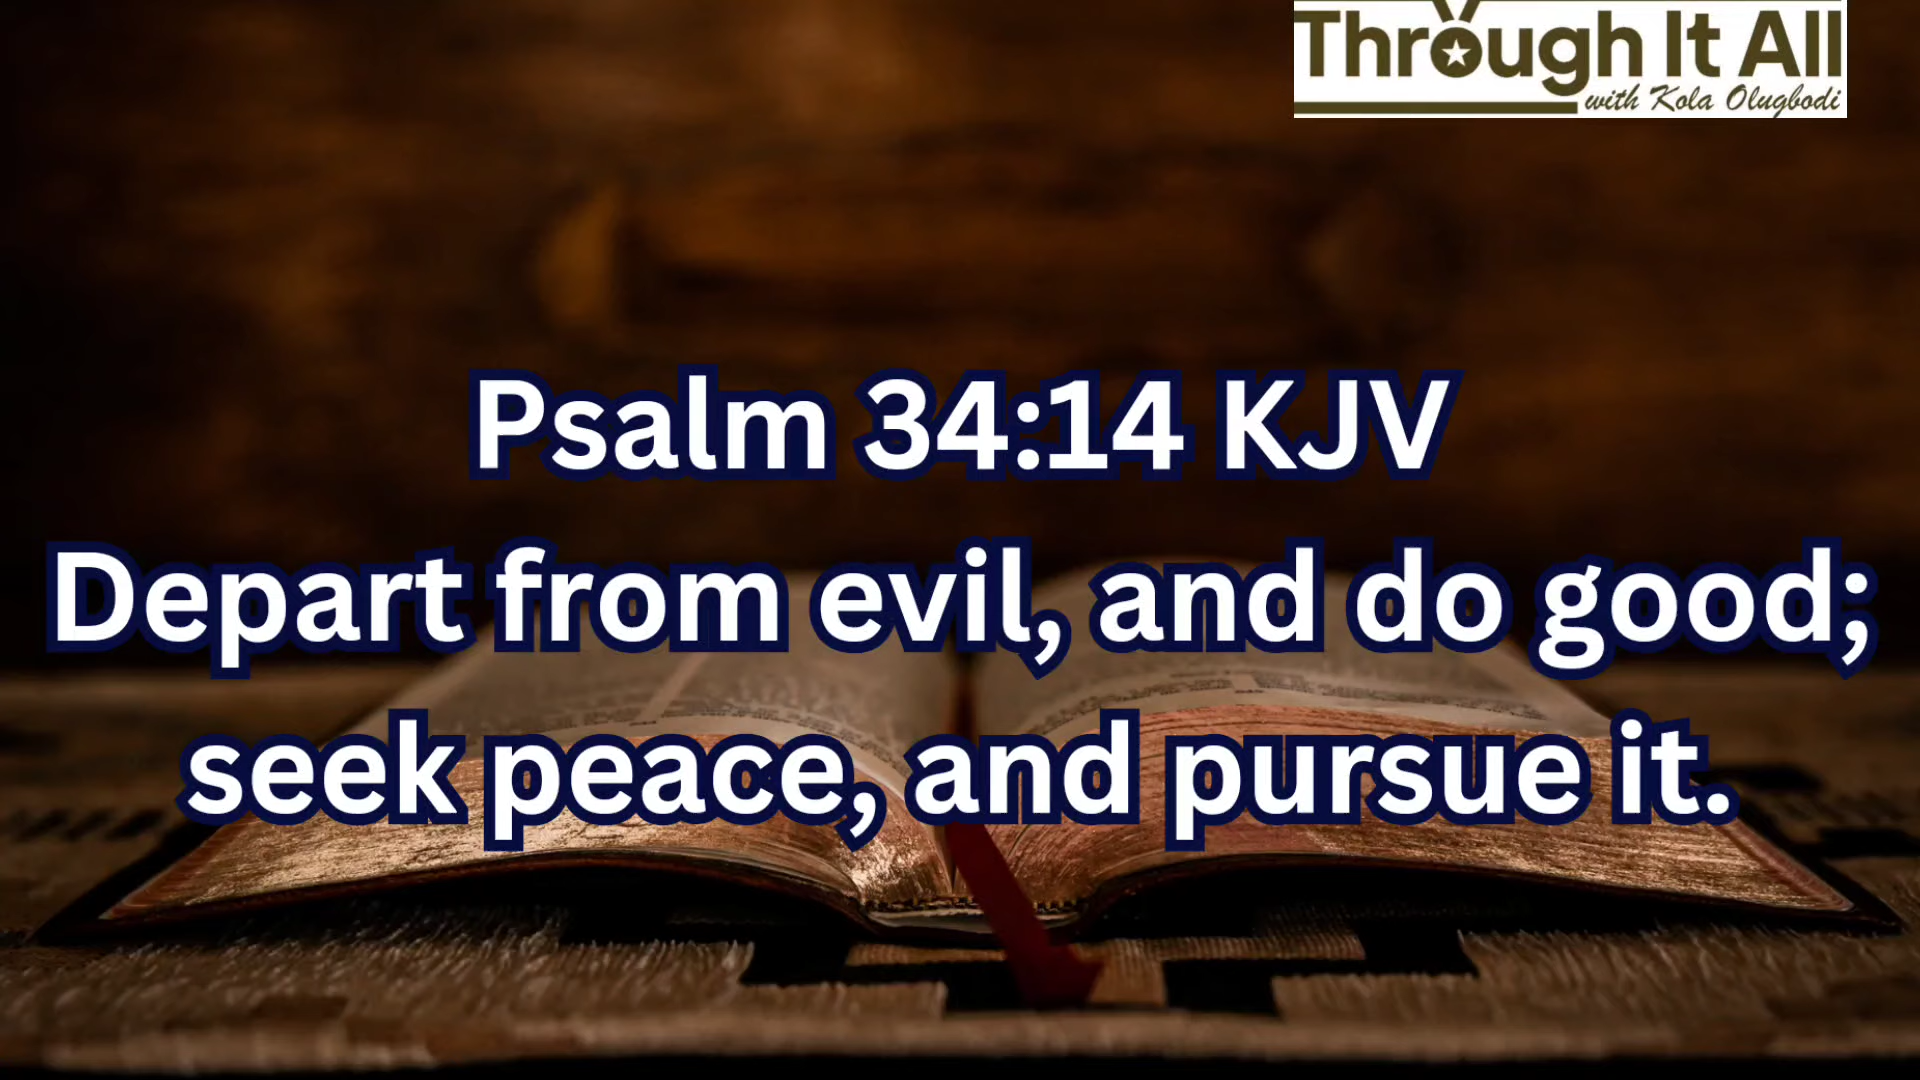 Through It All
with Kola Olugbodi
Psalm 34:14 KJV
Depart from evil, and do good;
seek peace, and pursue it.